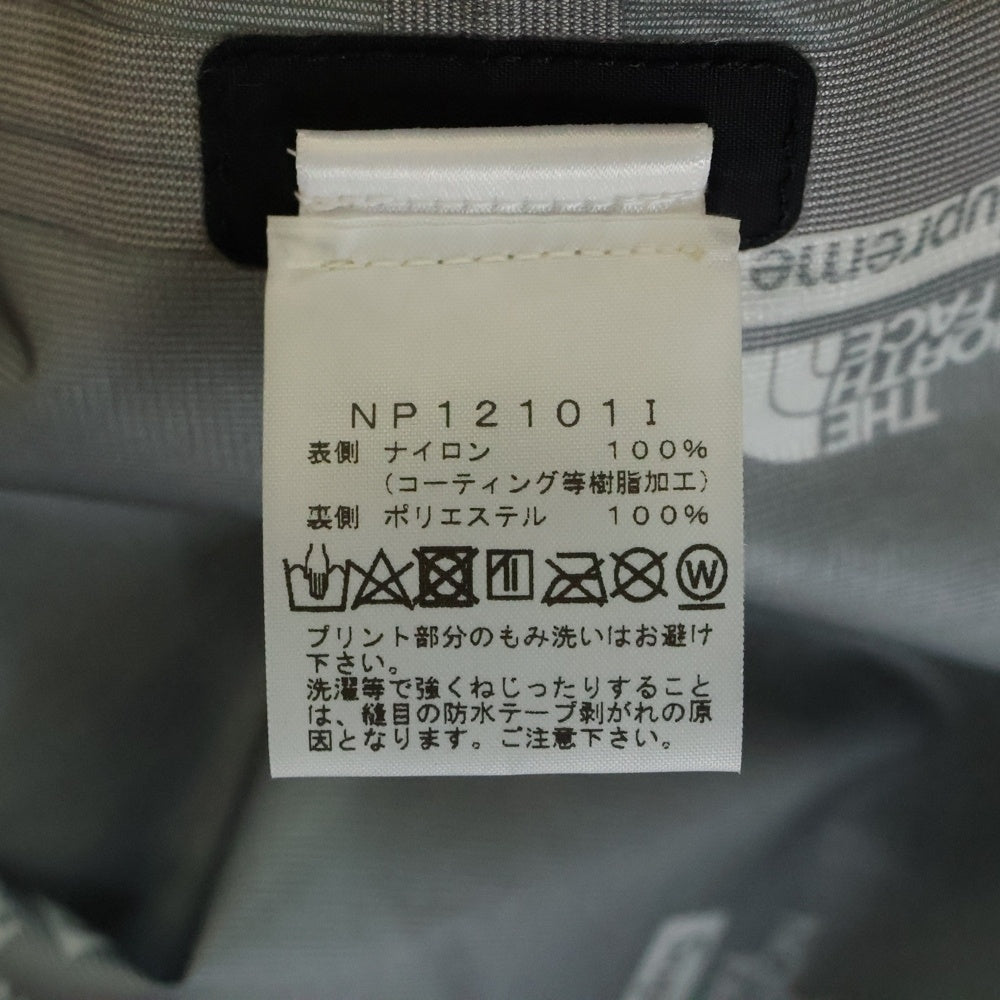 NP12101I
表側 ナイロン 100%
(コーティング等樹脂加工)
裏側 ポリエステル 100%
W
プリント部分のもみ洗いはお避け
下さい。
洗濯等で強くねじったりすること
は、縫目の防水テープ剥がれの原
因となります。ご注意下さい。
Supreme
THE
NORTH
FACE